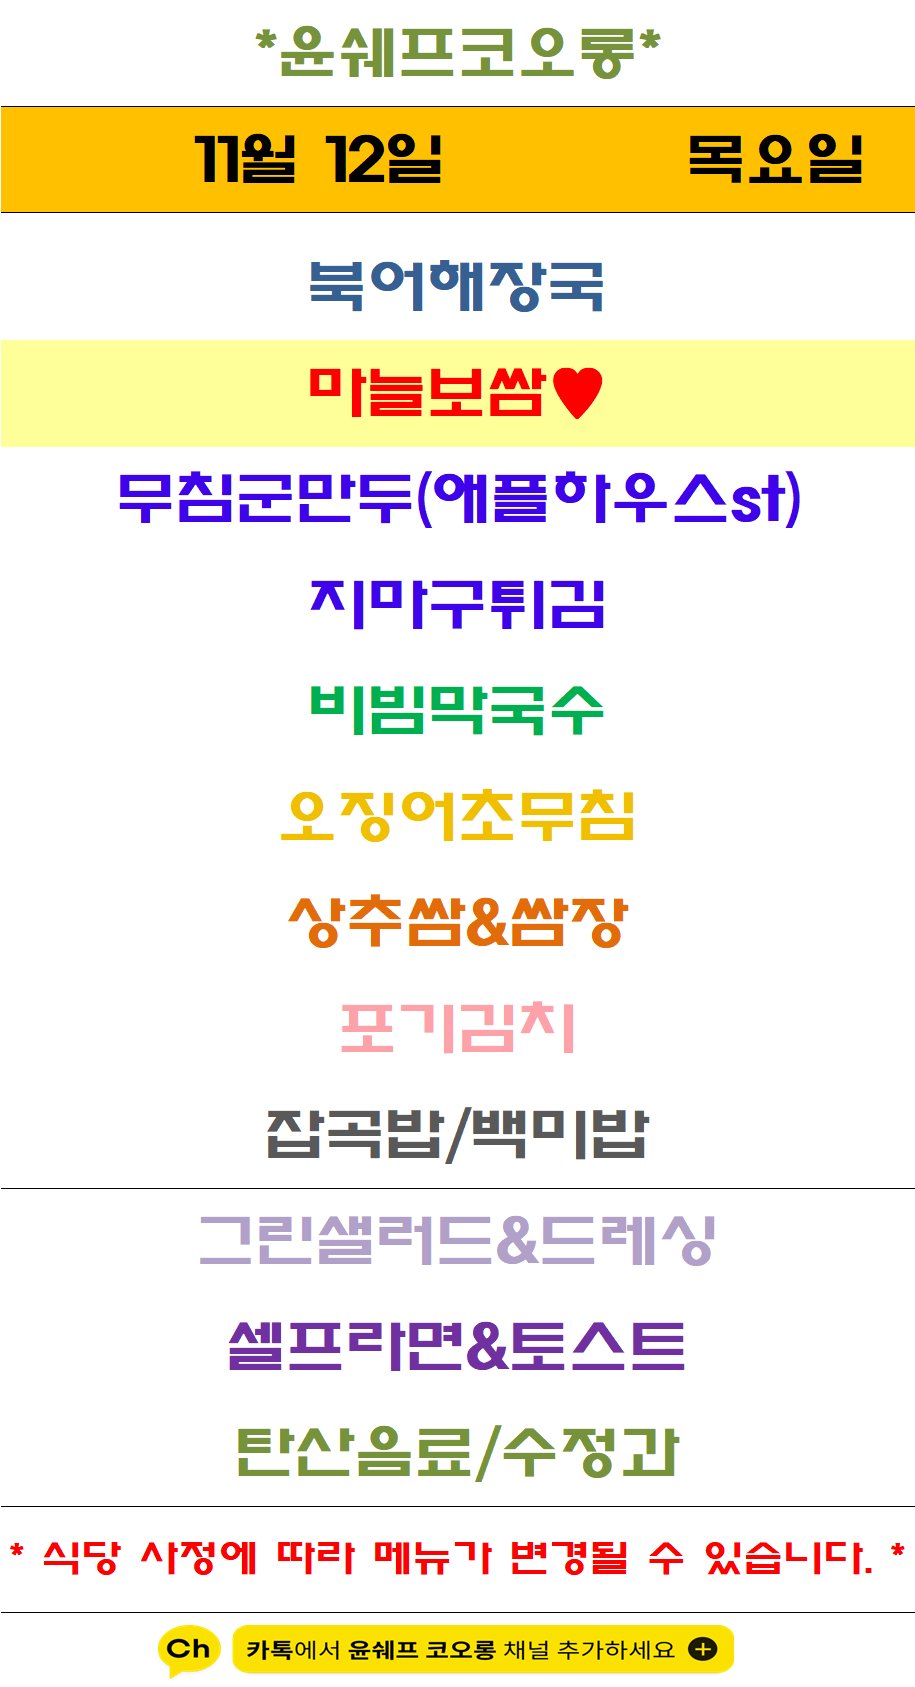 *윤쉐프코오롱*
11월 12일 목요일
북어해장국
마늘보쌈♥
무침군만두(애플하우스st)
지마구튀김
비빔막국수
오징어초무침
상추쌈&쌈장
포기김치
잡곡밥/백미밥
그린샐러드&드레싱
셀프라면&토스트
탄산음료/수정과
* 식당 사정에 따라 메뉴가 변경될 수 있습니다. *
Ch 카톡에서 윤쉐프 코오롱 채널 추가하세요